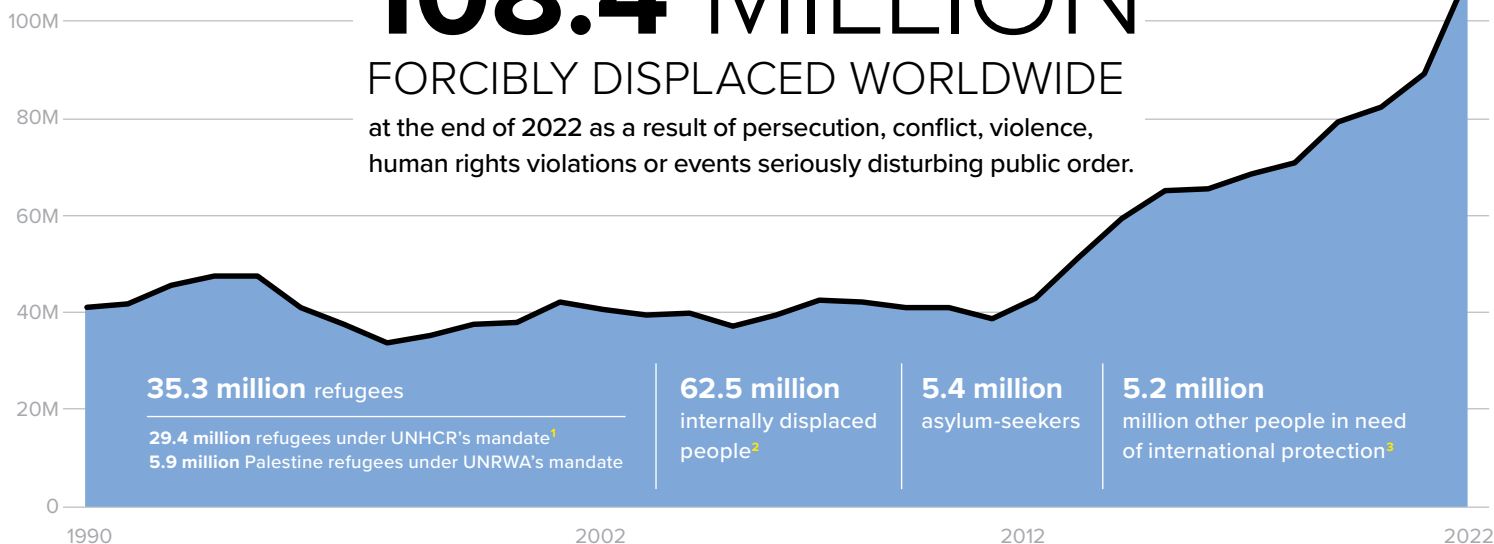 108.4 MILLION
FORCIBLY DISPLACED WORLDWIDE
at the end of 2022 as a result of persecution, conflict, violence,
human rights violations or events seriously disturbing public order.
100M
80M
60M
40M
20M
0
35.3 million refugees
29.4 million refugees under UNHCR’s mandate¹
5.9 million Palestine refugees under UNRWA’s mandate
62.5 million
internally displaced
people²
5.4 million
asylum-seekers
5.2 million
million other people in need
of international protection³
1990
2002
2012
2022